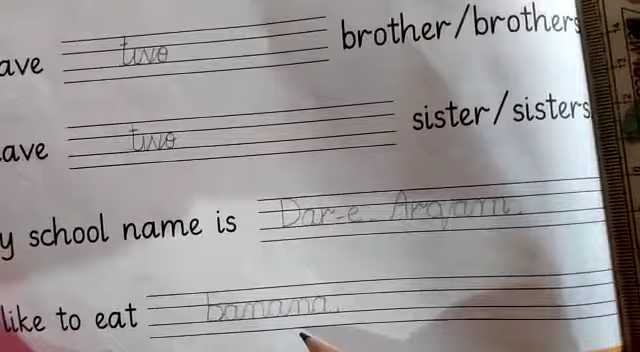 ave two brother/brothers
ave two sister/sisters
y school name is Dar-e Arqam.
like to eat banana.